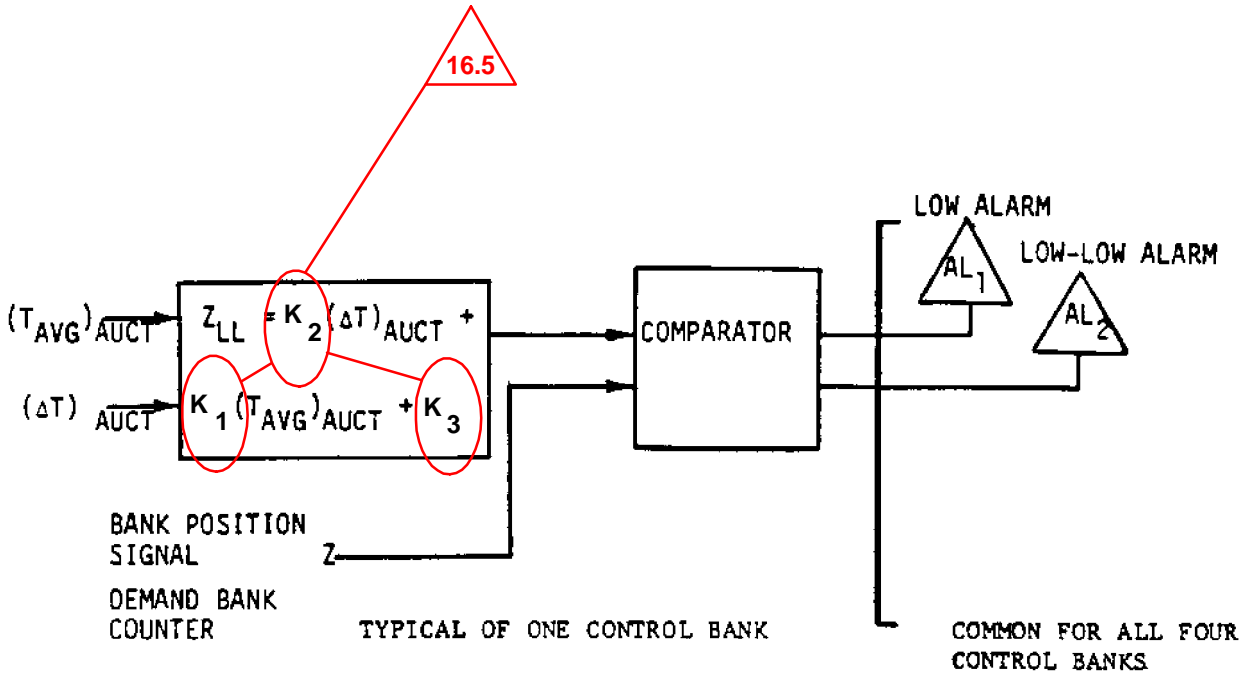 16.5
LOW ALARM
AL1
LOW-LOW ALARM
AL2
(TAVG)AUCT
ZLL = K2 (ΔT)AUCT +
COMPARATOR
(ΔT) AUCT
K1 (TAVG)AUCT + K3
BANK POSITION
SIGNAL Z
DEMAND BANK
COUNTER
TYPICAL OF ONE CONTROL BANK
COMMON FOR ALL FOUR
CONTROL BANKS